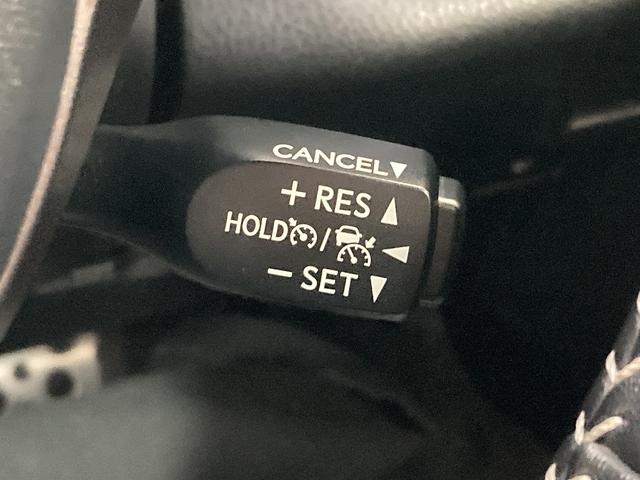 CANCEL▼
+ RES ▲
HOLD / ◀
− SET ▼